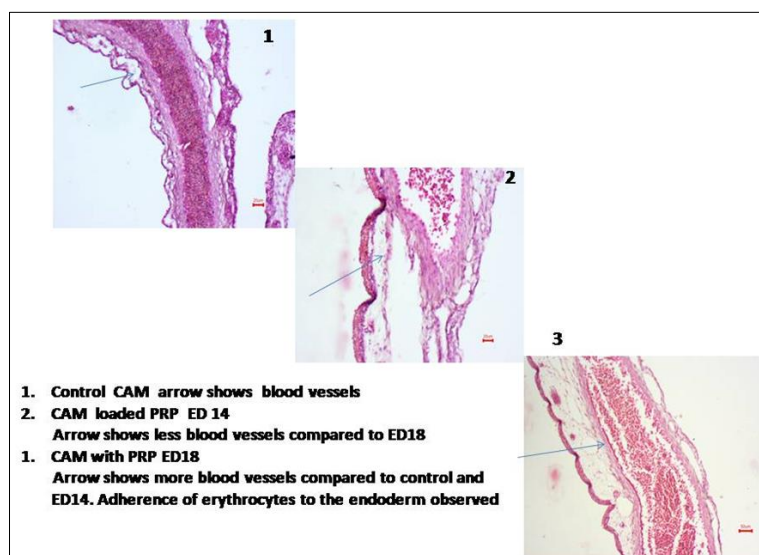 1
2
3
1. Control CAM arrow shows blood vessels
2. CAM loaded PRP ED 14
Arrow shows less blood vessels compared to ED18
1. CAM with PRP ED18
Arrow shows more blood vessels compared to control and
ED14. Adherence of erythrocytes to the endoderm observed